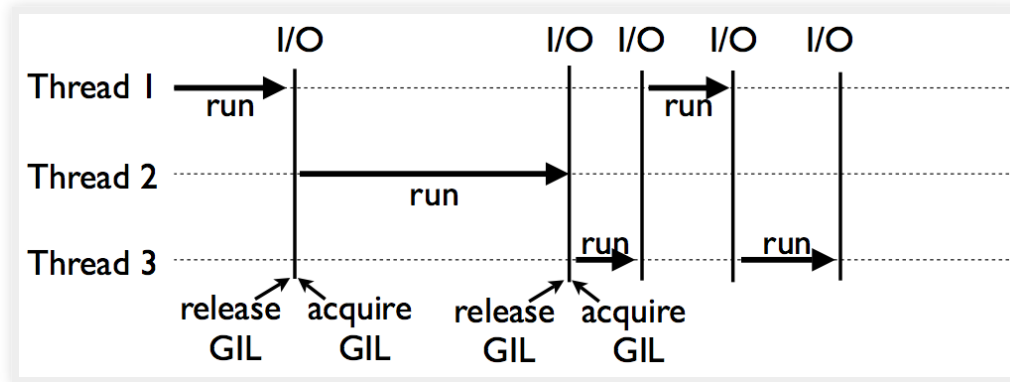 I/O I/O I/O I/O I/O
Thread 1 run run
Thread 2 run
Thread 3 run run
release acquire release acquire
GIL GIL GIL GIL